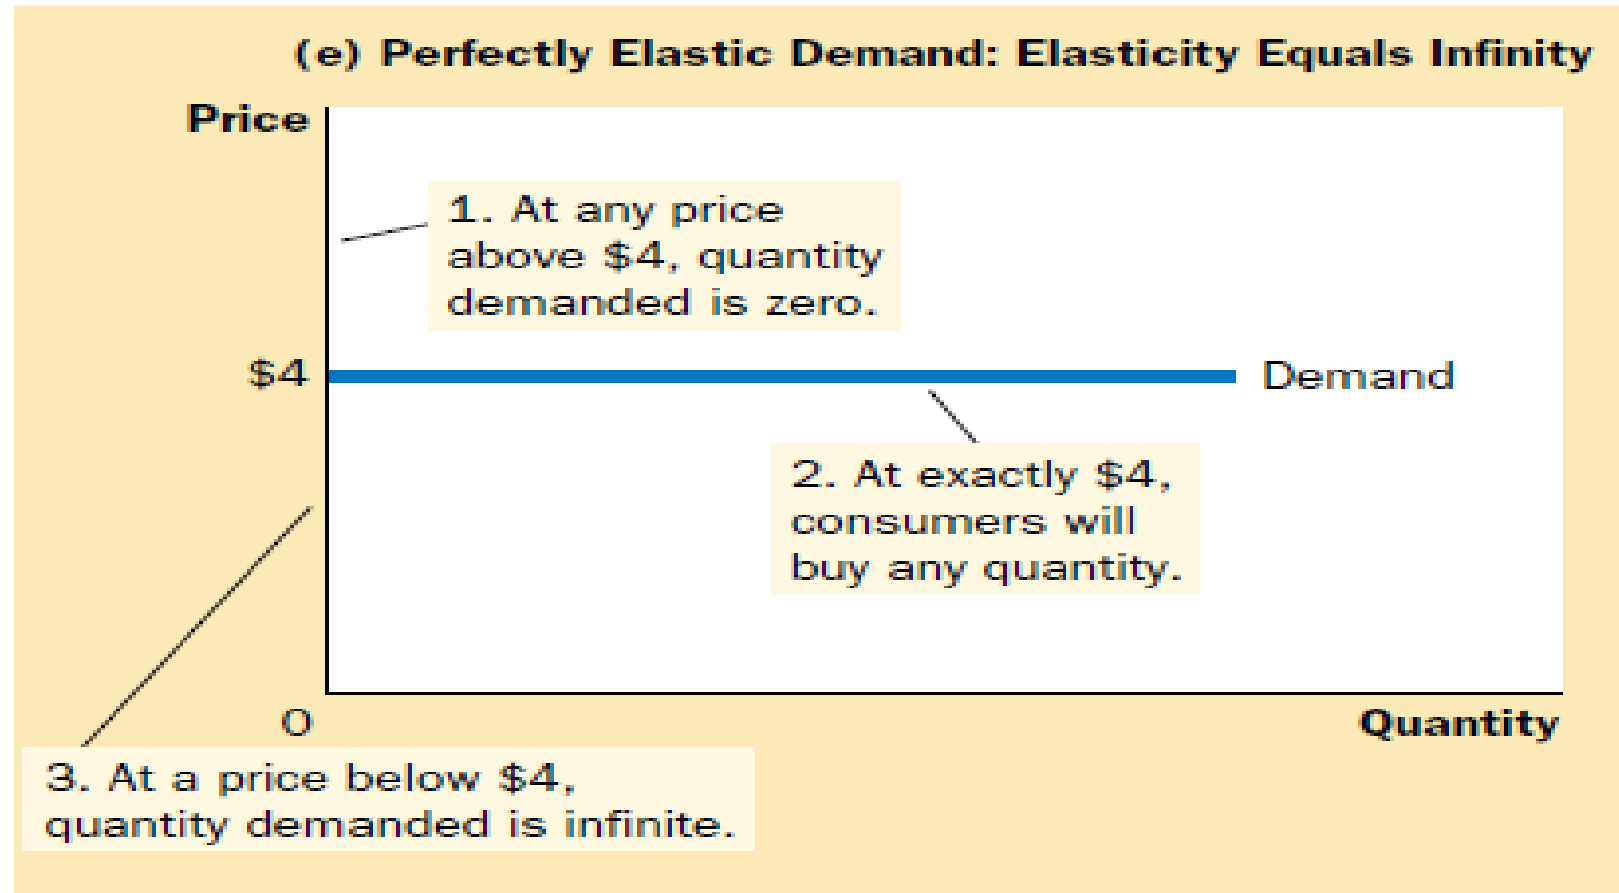 (e) Perfectly Elastic Demand: Elasticity Equals Infinity
Price
1. At any price
above $4, quantity
demanded is zero.
$4
Demand
2. At exactly $4,
consumers will
buy any quantity.
0
Quantity
3. At a price below $4,
quantity demanded is infinite.